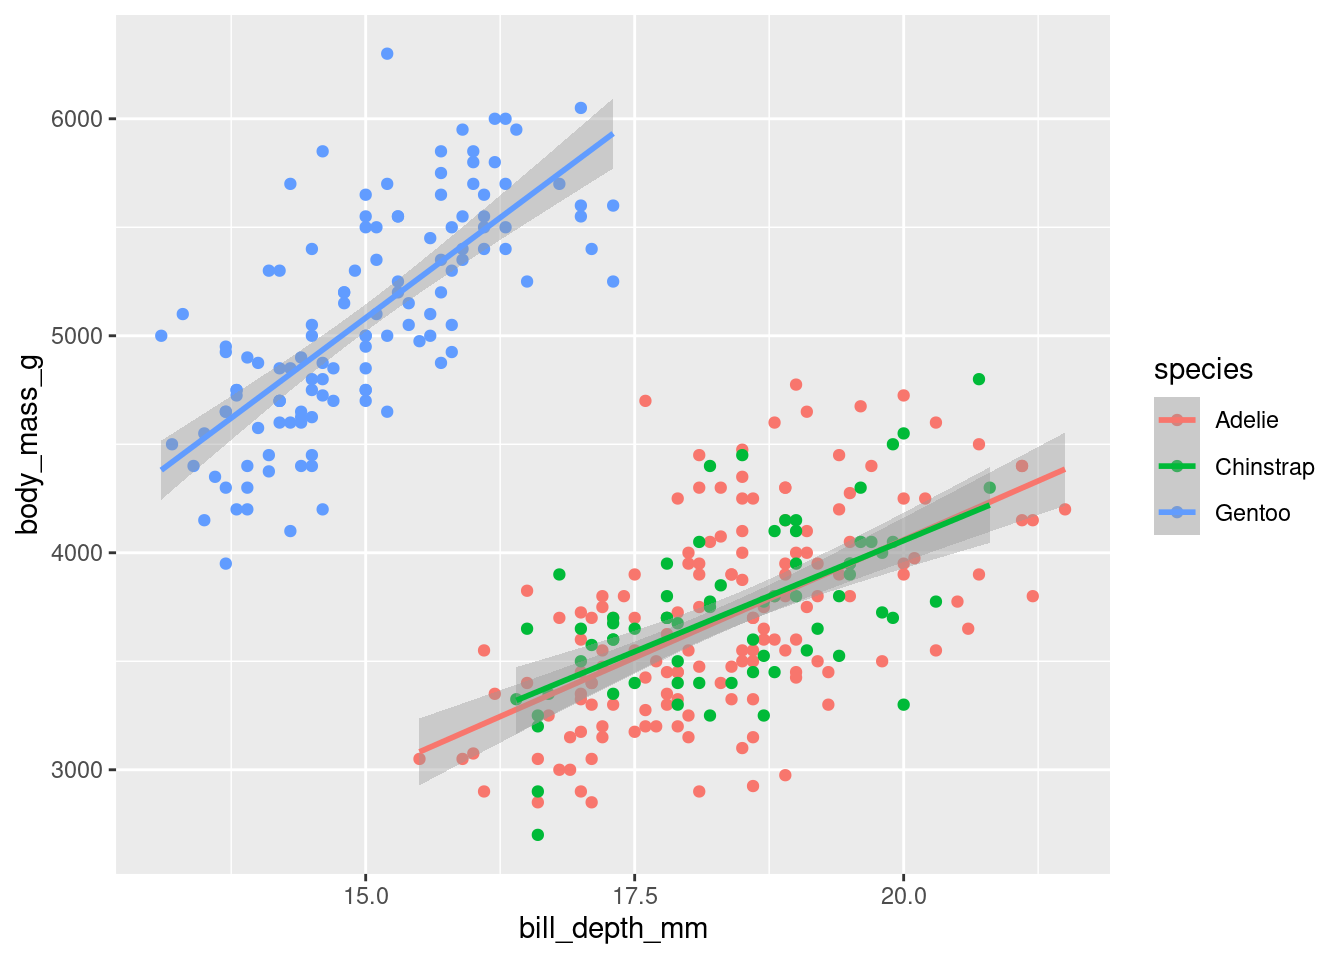 6000
5000
4000
3000
body_mass_g
15.0 17.5 20.0
bill_depth_mm
species
Adelie
Chinstrap
Gentoo